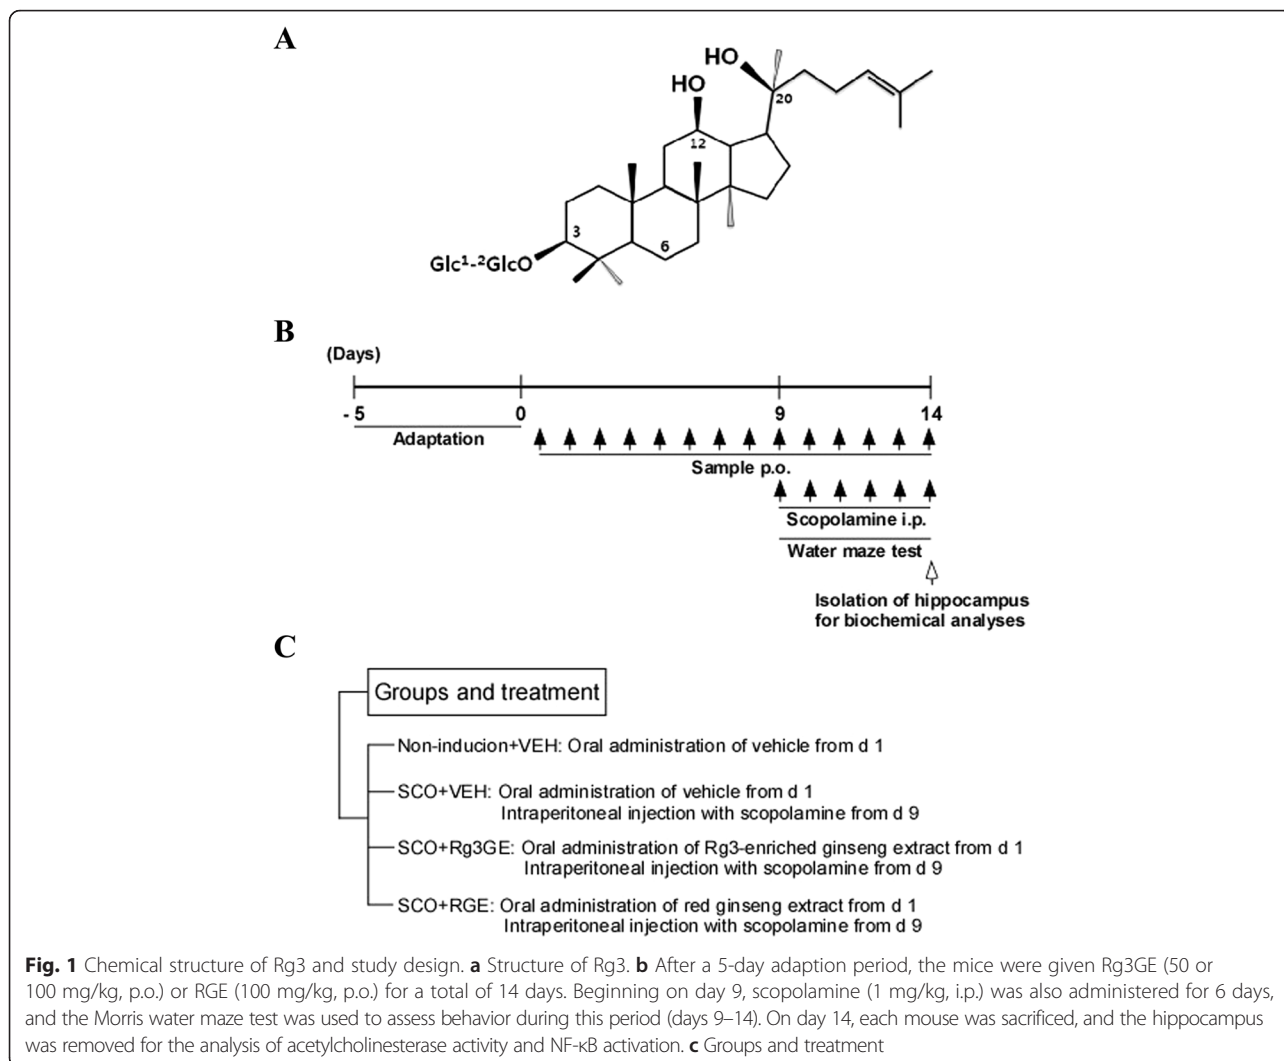 A
HO
HO
20
12
3
6
Glc¹-²GlcO
B
(Days)
- 5 0 9 14
Adaptation
Sample p.o.
Scopolamine i.p.
Water maze test
Isolation of hippocampus
for biochemical analyses
C
Groups and treatment
Non-inducion+VEH: Oral administration of vehicle from d 1
SCO+VEH: Oral administration of vehicle from d 1
Intraperitoneal injection with scopolamine from d 9
SCO+Rg3GE: Oral administration of Rg3-enriched ginseng extract from d 1
Intraperitoneal injection with scopolamine from d 9
SCO+RGE: Oral administration of red ginseng extract from d 1
Intraperitoneal injection with scopolamine from d 9
Fig. 1 Chemical structure of Rg3 and study design. a Structure of Rg3. b After a 5-day adaption period, the mice were given Rg3GE (50 or
100 mg/kg, p.o.) or RGE (100 mg/kg, p.o.) for a total of 14 days. Beginning on day 9, scopolamine (1 mg/kg, i.p.) was also administered for 6 days,
and the Morris water maze test was used to assess behavior during this period (days 9–14). On day 14, each mouse was sacrificed, and the hippocampus
was removed for the analysis of acetylcholinesterase activity and NF-κB activation. c Groups and treatment